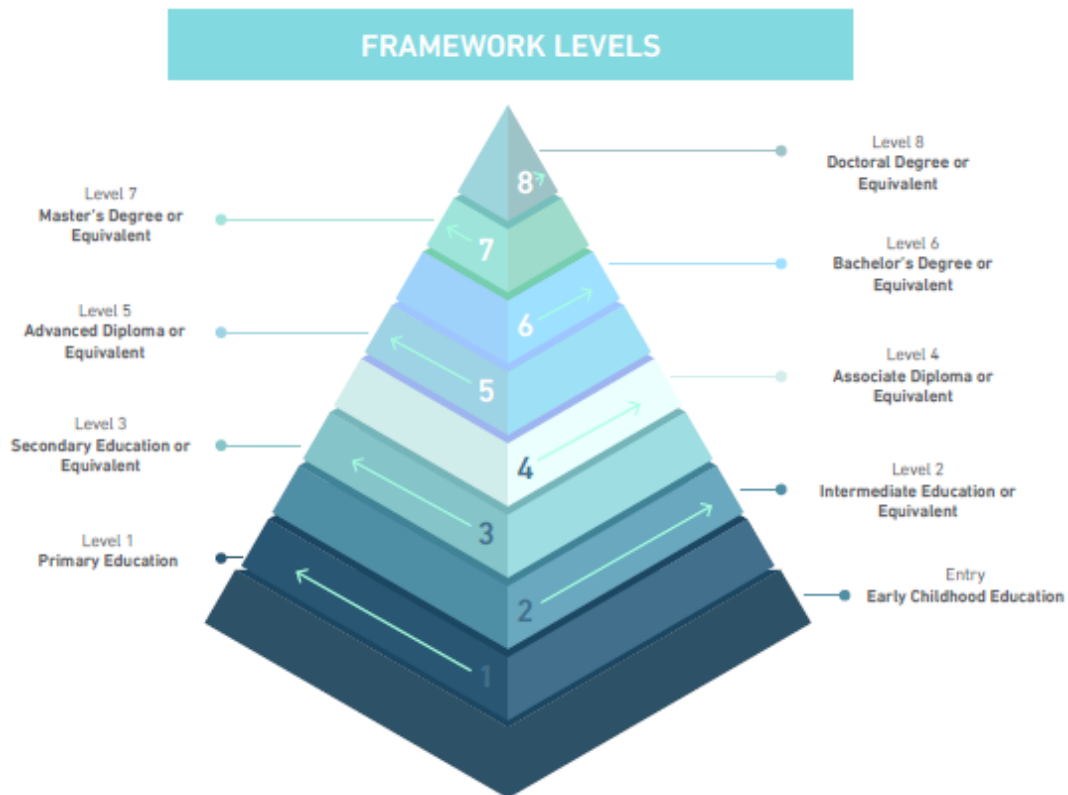 FRAMEWORK LEVELS
Level 8
Doctoral Degree or
Equivalent
Level 7
Master's Degree or
Equivalent
Level 6
Bachelor's Degree or
Equivalent
Level 5
Advanced Diploma or
Equivalent
Level 4
Associate Diploma or
Equivalent
Level 3
Secondary Education or
Equivalent
Level 2
Intermediate Education or
Equivalent
Level 1
Primary Education
Entry
Early Childhood Education
8
7
6
5
4
3
2
1